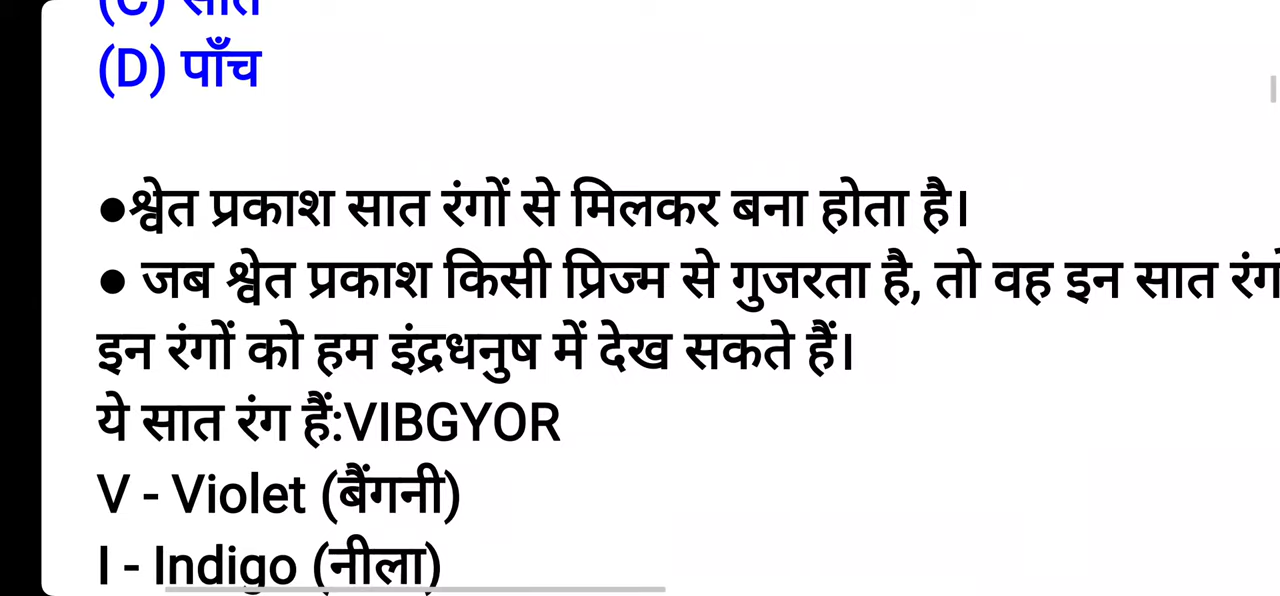 (C) सात
(D) पाँच
●श्वेत प्रकाश सात रंगों से मिलकर बना होता है।
● जब श्वेत प्रकाश किसी प्रिज्म से गुजरता है, तो वह इन सात
इन रंगों को हम इंद्रधनुष में देख सकते हैं।
ये सात रंग हैं:VIBGYOR
V - Violet (बैंगनी)
I - Indigo (नीला)